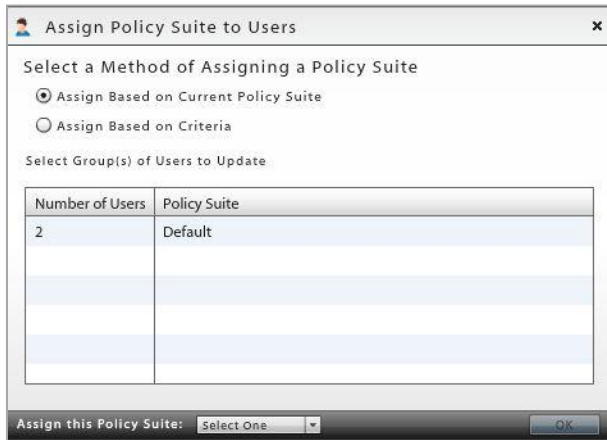 Assign Policy Suite to Users
Select a Method of Assigning a Policy Suite
Assign Based on Current Policy Suite
Assign Based on Criteria
Select Group(s) of Users to Update
Number of Users Policy Suite
2 Default
Assign this Policy Suite: Select One OK